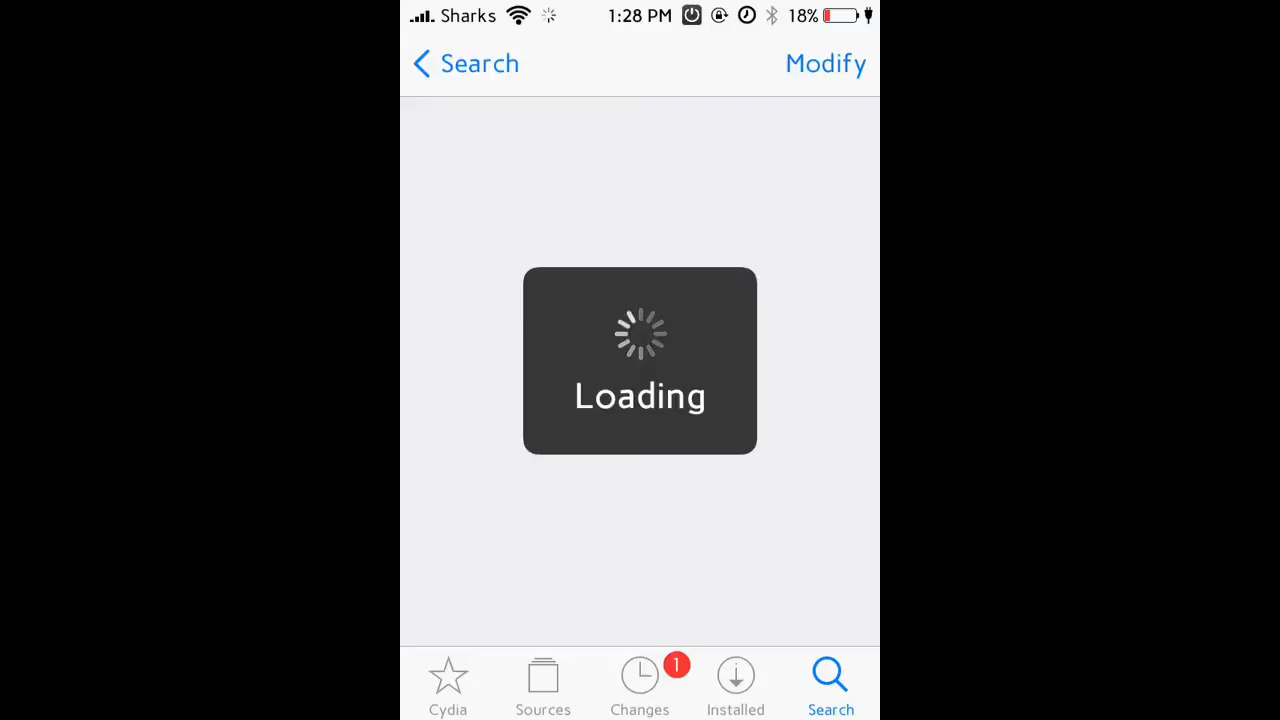 Sharks 1:28 PM 18%
Search Modify
Loading
1
Cydia Sources Changes Installed Search